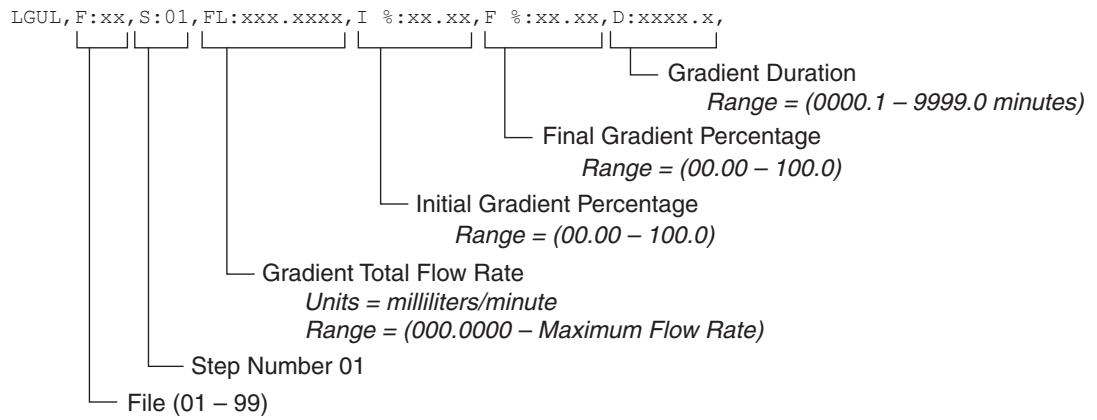 LGUL,F:xx,S:01,FL:xxx.xxxx,I %:xx.xx,F %:xx.xx,D:xxxx.x,
Gradient Duration
Range = (0000.1 – 9999.0 minutes)
Final Gradient Percentage
Range = (00.00 – 100.0)
Initial Gradient Percentage
Range = (00.00 – 100.0)
Gradient Total Flow Rate
Units = milliliters/minute
Range = (000.0000 – Maximum Flow Rate)
Step Number 01
File (01 – 99)